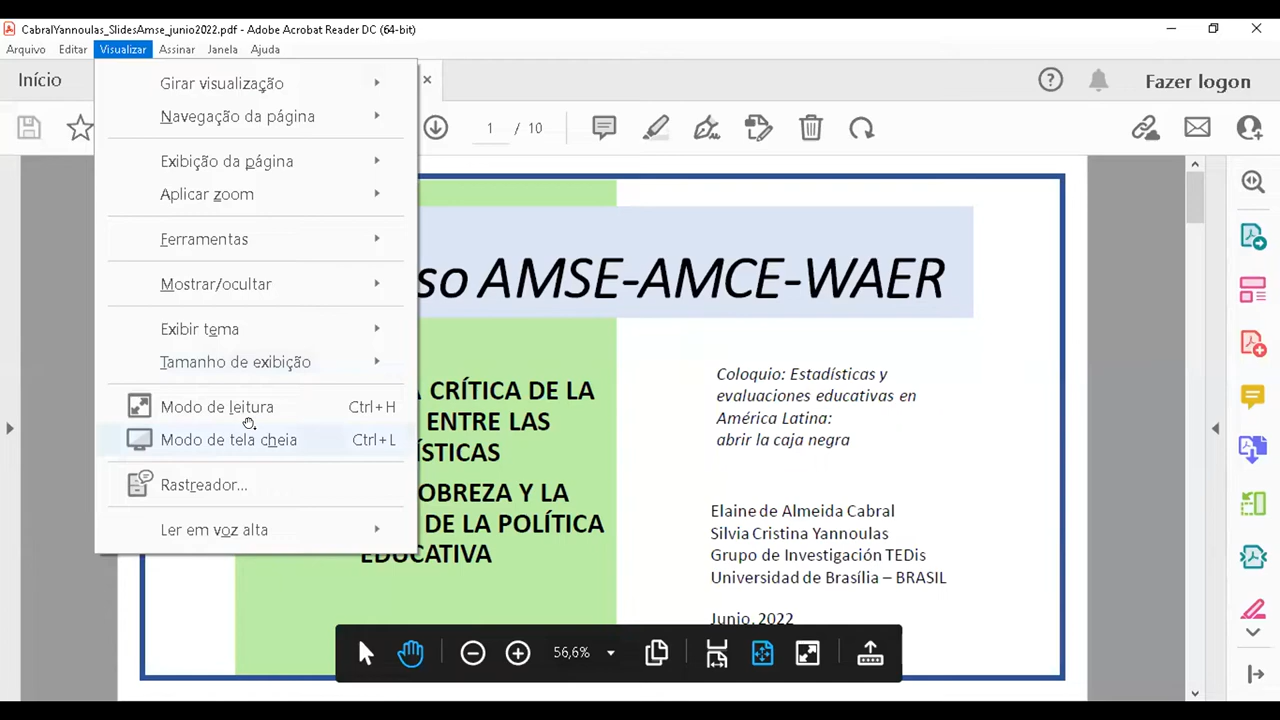 CabralYannoulas_SlidesAmse_junio2022.pdf - Adobe Acrobat Reader DC (64-bit)
Arquivo Editar Visualizar Assinar Janela Ajuda
Início
Fazer logon
1 / 10
Girar visualização
Navegação da página
Exibição da página
Aplicar zoom
Ferramentas
Mostrar/ocultar
Exibir tema
Tamanho de exibição
Modo de leitura Ctrl+H
Modo de tela cheia Ctrl+L
Rastreador...
Ler em voz alta
so AMSE-AMCE-WAER
CRÍTICA DE LA
ENTRE LAS
ÍSTICAS
OBREZA Y LA
DE LA POLÍTICA
EDUCATIVA
Coloquio: Estadísticas y
evaluaciones educativas en
América Latina:
abrir la caja negra
Elaine de Almeida Cabral
Silvia Cristina Yannoulas
Grupo de Investigación TEDis
Universidad de Brasília – BRASIL
Junio, 2022
56,6%